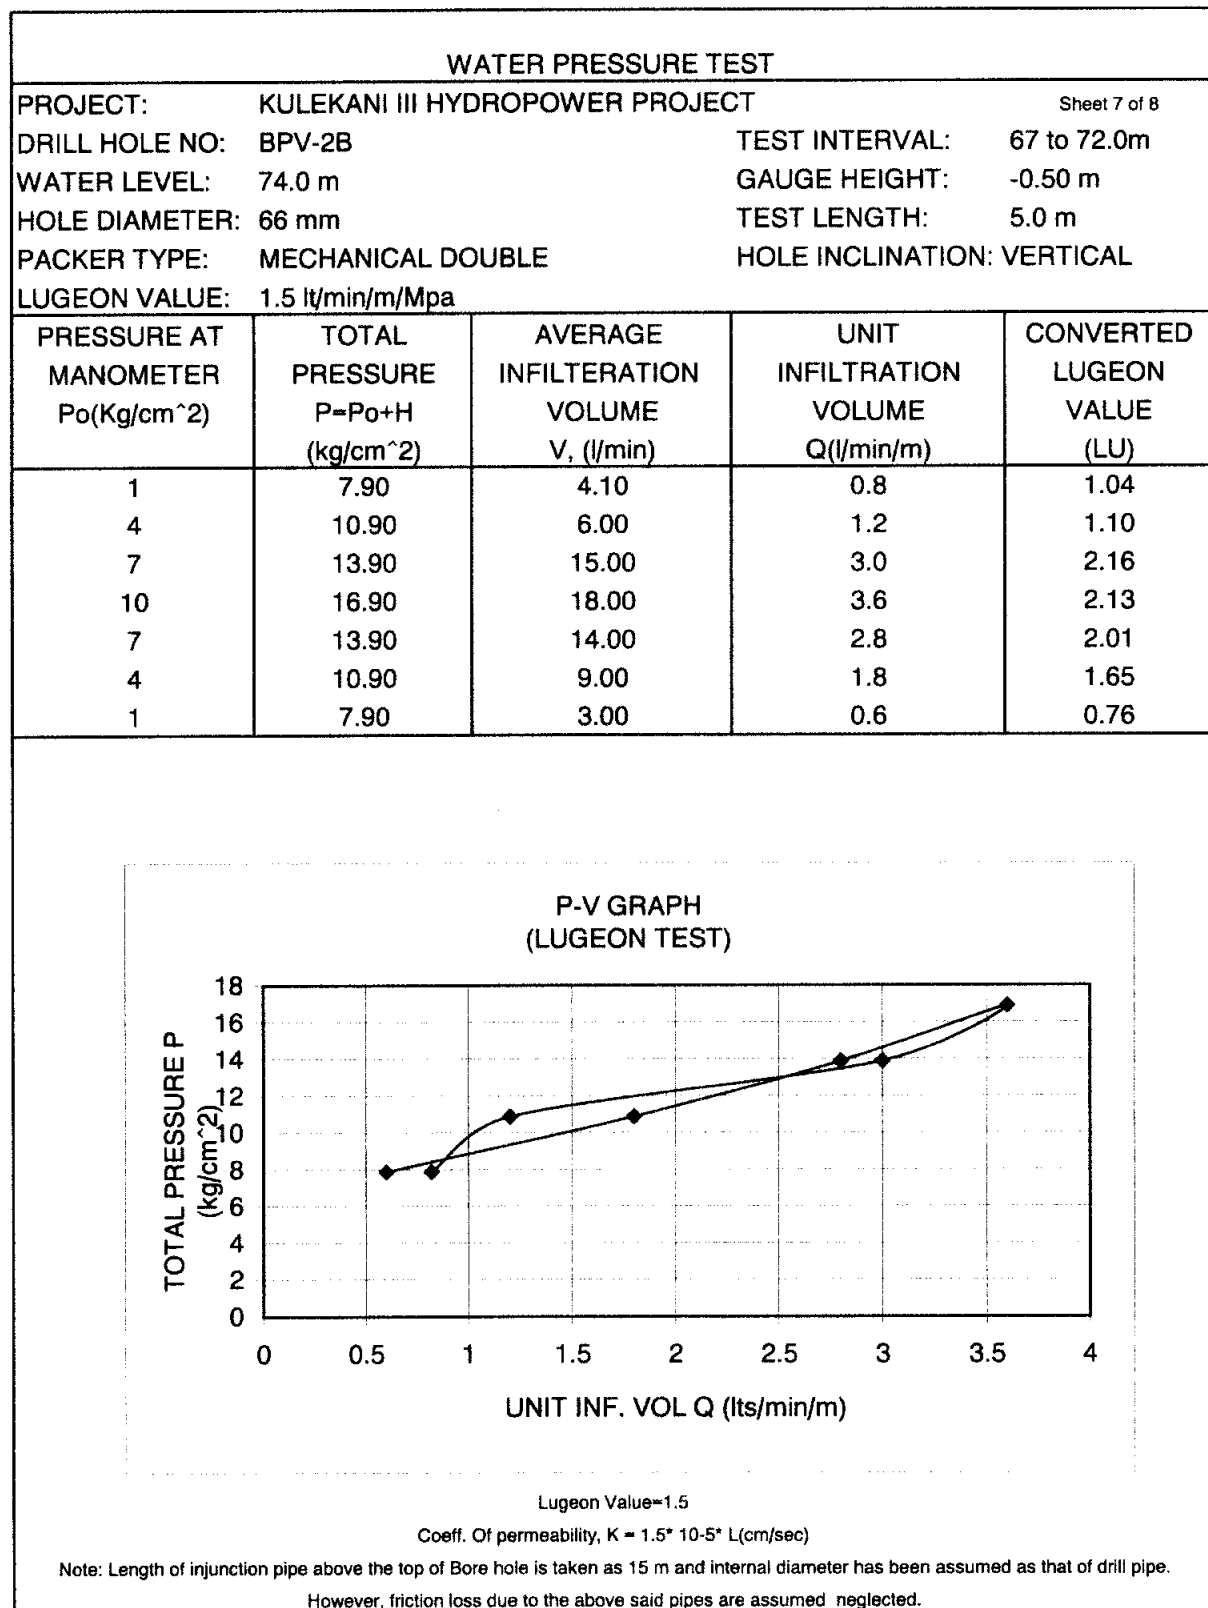 WATER PRESSURE TEST
PROJECT: KULEKANI III HYDROPOWER PROJECT Sheet 7 of 8
DRILL HOLE NO: BPV-2B TEST INTERVAL: 67 to 72.0m
WATER LEVEL: 74.0 m GAUGE HEIGHT: -0.50 m
HOLE DIAMETER: 66 mm TEST LENGTH: 5.0 m
PACKER TYPE: MECHANICAL DOUBLE HOLE INCLINATION: VERTICAL
LUGEON VALUE: 1.5 lt/min/m/Mpa
PRESSURE AT TOTAL AVERAGE UNIT CONVERTED
MANOMETER PRESSURE INFILTERATION INFILTRATION LUGEON
Po(Kg/cm^2) P=Po+H VOLUME VOLUME VALUE
(kg/cm^2) V, (l/min) Q(l/min/m) (LU)
1 7.90 4.10 0.8 1.04
4 10.90 6.00 1.2 1.10
7 13.90 15.00 3.0 2.16
10 16.90 18.00 3.6 2.13
7 13.90 14.00 2.8 2.01
4 10.90 9.00 1.8 1.65
1 7.90 3.00 0.6 0.76
P-V GRAPH
(LUGEON TEST)
TOTAL PRESSURE P
(kg/cm^2)
18
16
14
12
10
8
6
4
2
0
0 0.5 1 1.5 2 2.5 3 3.5 4
UNIT INF. VOL Q (lts/min/m)
Lugeon Value=1.5
Coeff. Of permeability, K = 1.5* 10-5* L(cm/sec)
Note: Length of injunction pipe above the top of Bore hole is taken as 15 m and internal diameter has been assumed as that of drill pipe.
However, friction loss due to the above said pipes are assumed neglected.